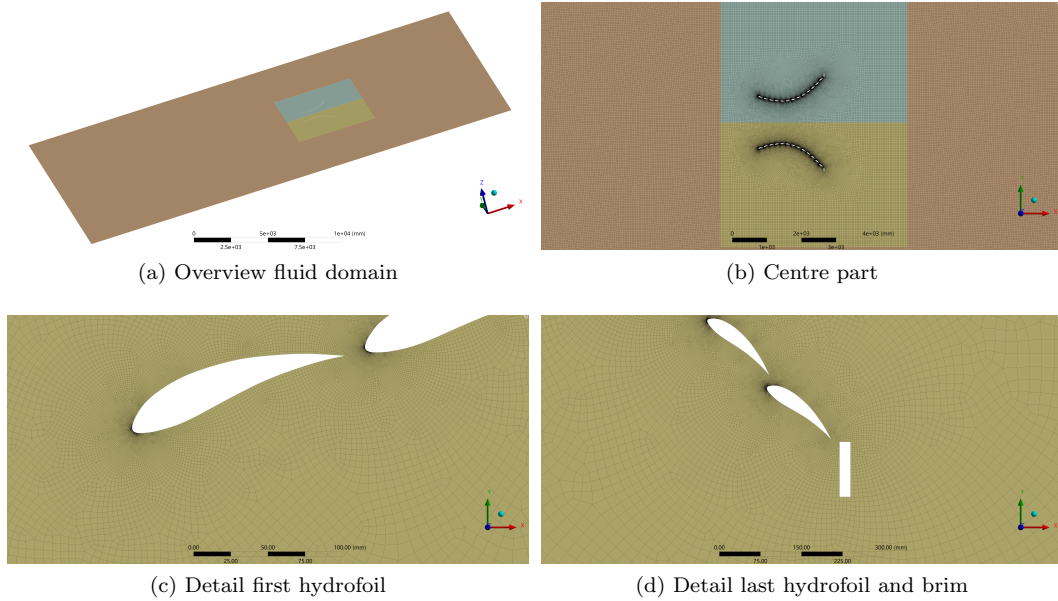 0 5e+03 1e+04 (mm)
2.5e+03 7.5e+03
Z
X
(a) Overview fluid domain
0 2e+03 4e+03 (mm)
1e+03 3e+03
Y
X
(b) Centre part
0.00 50.00 100.00 (mm)
25.00 75.00
Y
X
(c) Detail first hydrofoil
0.00 150.00 300.00 (mm)
75.00 225.00
Y
X
(d) Detail last hydrofoil and brim